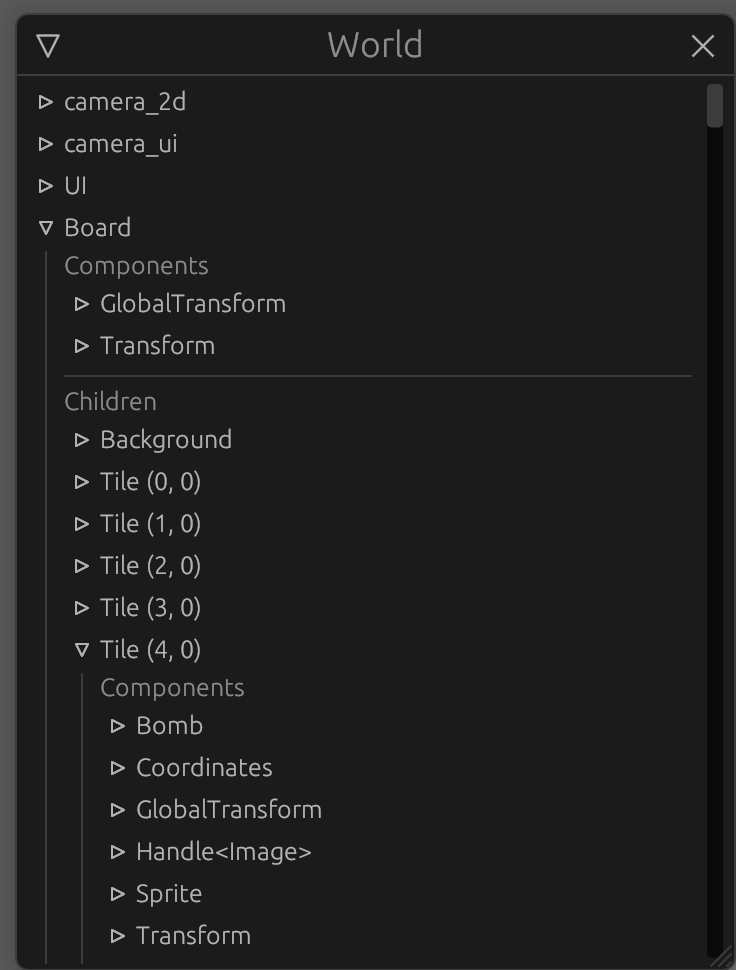 World
camera_2d
camera_ui
UI
Board
Components
GlobalTransform
Transform
Children
Background
Tile (0, 0)
Tile (1, 0)
Tile (2, 0)
Tile (3, 0)
Tile (4, 0)
Components
Bomb
Coordinates
GlobalTransform
Handle<Image>
Sprite
Transform